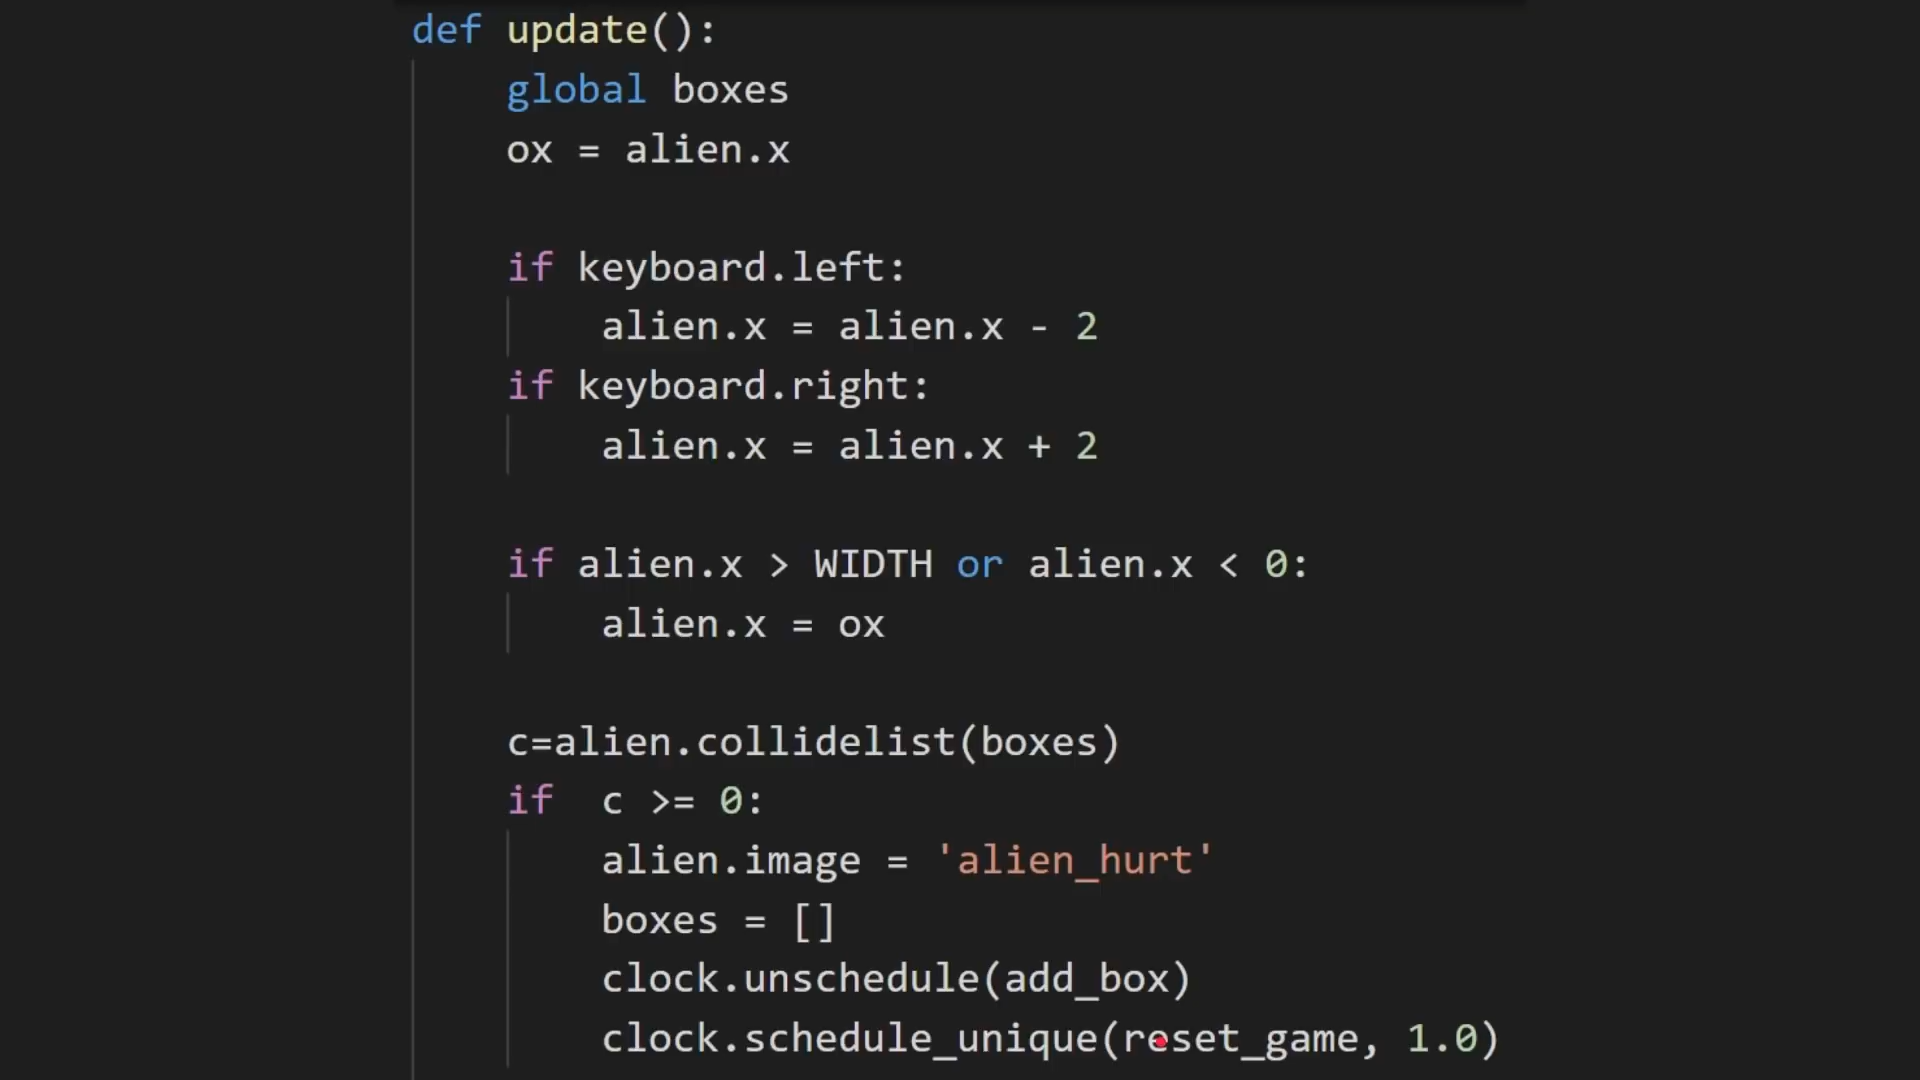 def update():
    global boxes
    ox = alien.x
    if keyboard.left:
        alien.x = alien.x - 2
    if keyboard.right:
        alien.x = alien.x + 2
    if alien.x > WIDTH or alien.x < 0:
        alien.x = ox
    c=alien.collidelist(boxes)
    if  c >= 0:
        alien.image = 'alien_hurt'
        boxes = []
        clock.unschedule(add_box)
        clock.schedule_unique(reset_game, 1.0)